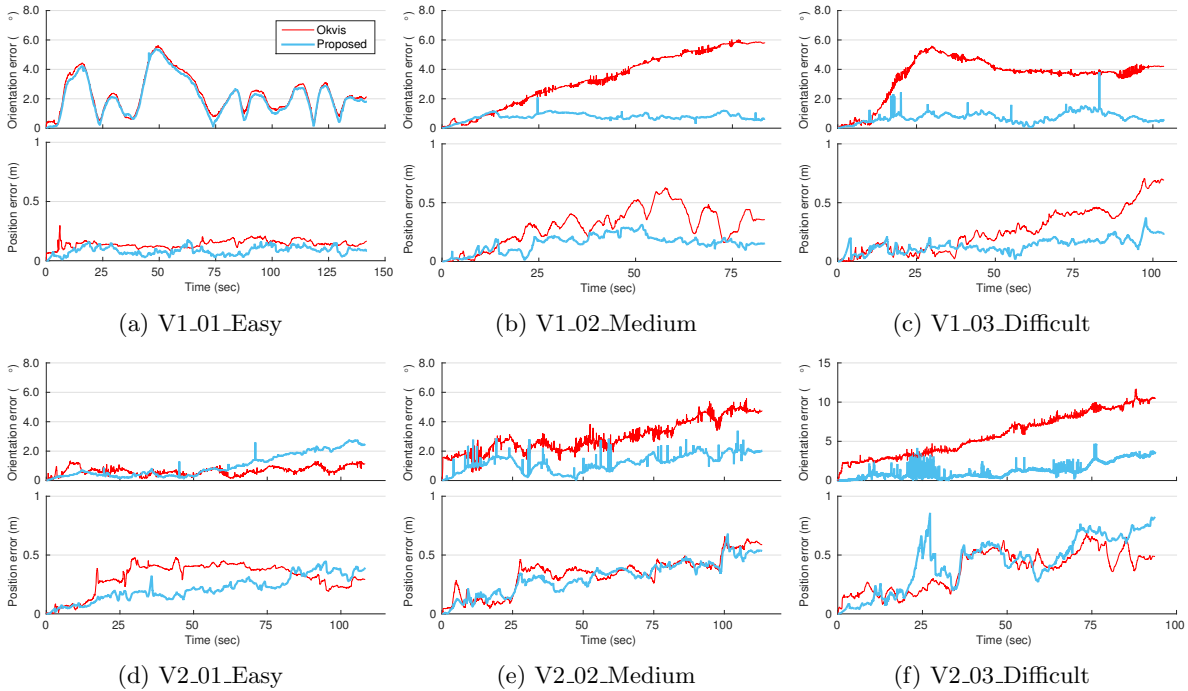 8.0
6.0
4.0
2.0
0
Orientation error ( °)
Okvis
Proposed
1
0.5
0
Position error (m)
0 25 50 75 100 125 150
Time (sec)
(a) V1_01_Easy
8.0
6.0
4.0
2.0
0
Orientation error ( °)
1
0.5
0
Position error (m)
25 50 75
Time (sec)
(b) V1_02_Medium
8.0
6.0
4.0
2.0
0
Orientation error ( °)
1
0.5
0
Position error (m)
0 25 50 75 100
Time (sec)
(c) V1_03_Difficult
8.0
6.0
4.0
2.0
0
Orientation error ( °)
1
0.5
0
Position error (m)
0 25 50 75 100
Time (sec)
(d) V2_01_Easy
8.0
6.0
4.0
2.0
0
Orientation error ( °)
1
0.5
0
Position error (m)
0 25 50 75 100
Time (sec)
(e) V2_02_Medium
15
10
5
0
Orientation error ( °)
1
0.5
0
Position error (m)
0 25 50 75 100
Time (sec)
(f) V2_03_Difficult